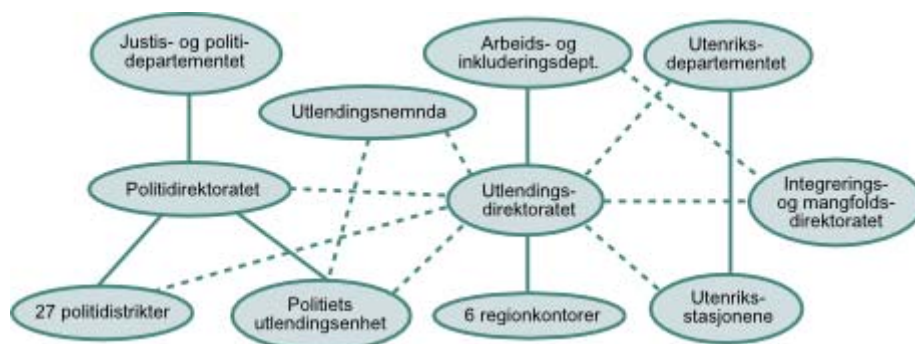 Justis- og politi-
departementet
Arbeids- og
inkluderingsdept.
Utenriks-
departementet
Utlendingsnemnda
Politidirektoratet
Utlendings-
direktoratet
Integrerings-
og mangfolds-
direktoratet
27 politidistrikter
Politiets
utlendingsenhet
6 regionkontorer
Utenriks-
stasjonene